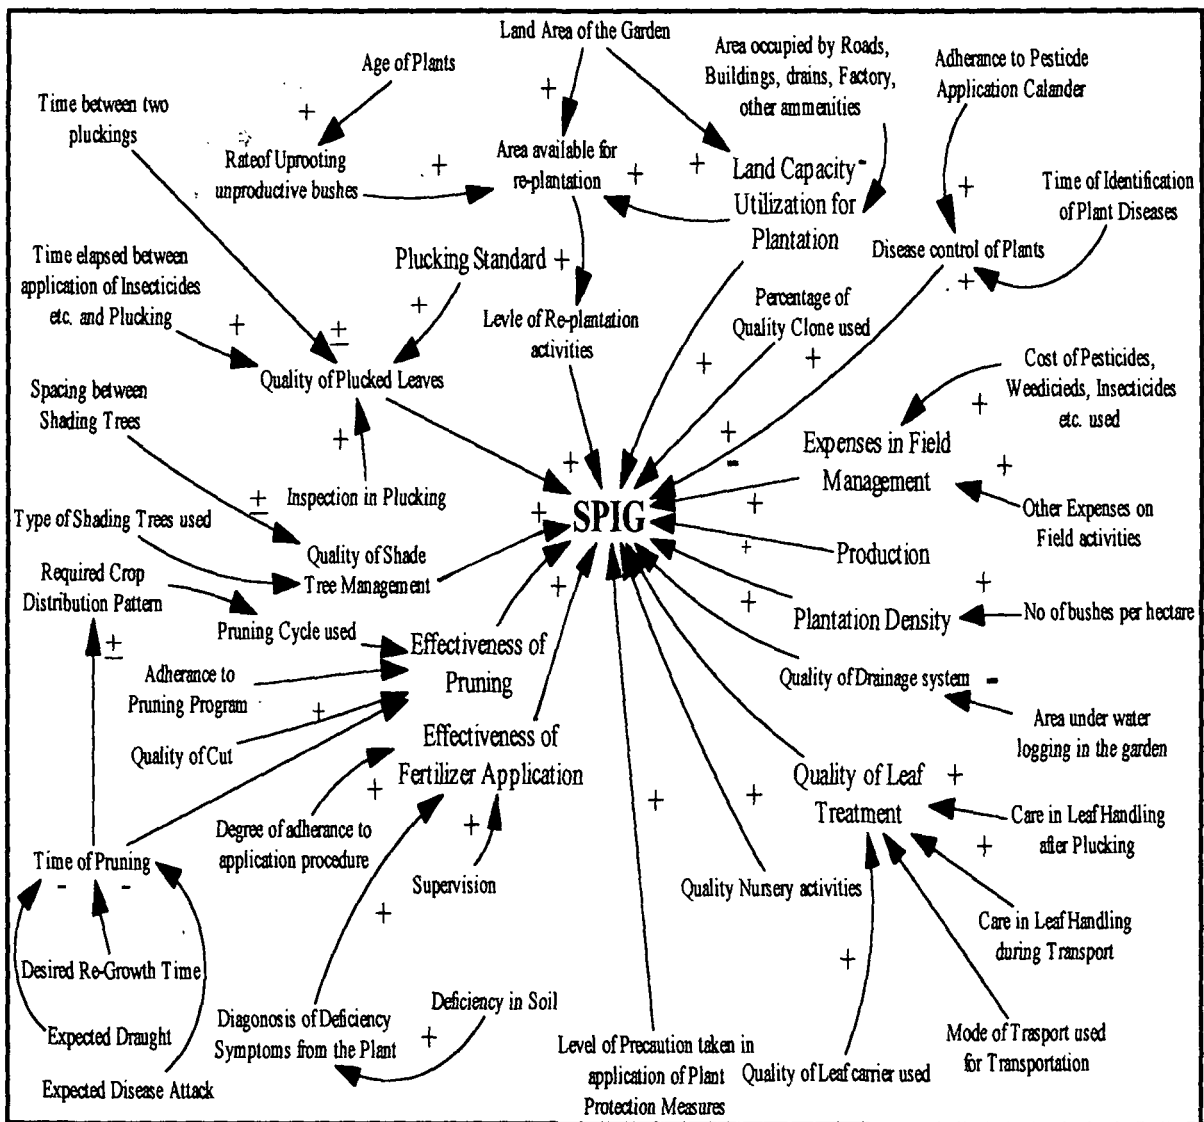 Land Area of the Garden
Area occupied by Roads,
Buildings, drains, Factory,
other ammenities
Adherance to Pesticde
Application Calander
Age of Plants
Time between two
pluckings
+
+
Rateof Uprooting
unproductive bushes
+
Area available for
re-plantation
+
+
Land Capacity -
Utilization for
Plantation
+
Time of Identification
of Plant Diseases
Disease control of Plants
+
Time elapsed between
application of Insecticides
etc. and Plucking
Plucking Standard +
+
+
±
Levle of Re-plantation
activities
Percentage of
Quality Clone used
+
+
Quality of Plucked Leaves
Cost of Pesticides,
Weedicieds, Insecticides
etc. used
+
Spacing between
Shading Trees
+
+
-
Expenses in Field
Management
+
+
+
Inspection in Plucking
±
+
SPIG
Other Expenses on
Field activities
Type of Shading Trees used
Quality of Shade
Tree Management
+
Production
Required Crop
Distribution Pattern
+
+
+
Plantation Density
No of bushes per hectare
Pruning Cycle used
±
Effectiveness of
Pruning
Adherance to
Pruning Program
+
Quality of Drainage system -
Area under water
logging in the garden
Quality of Cut
Effectiveness of
Fertilizer Application
+
Quality of Leaf
Treatment
+
+
+
Care in Leaf Handling
after Plucking
+
Degree of adherance to
application procedure
+
Time of Pruning
- -
Supervision
Quality Nursery activities
+
Care in Leaf Handling
during Transport
+
Desired Re-Growth Time
Deficiency in Soil
Expected Draught
Diagonosis of Deficiency
Symptoms from the Plant
+
Mode of Trasport used
for Transportation
Level of Precaution taken in
application of Plant
Protection Measures
Quality of Leaf carrier used
Expected Disease Attack